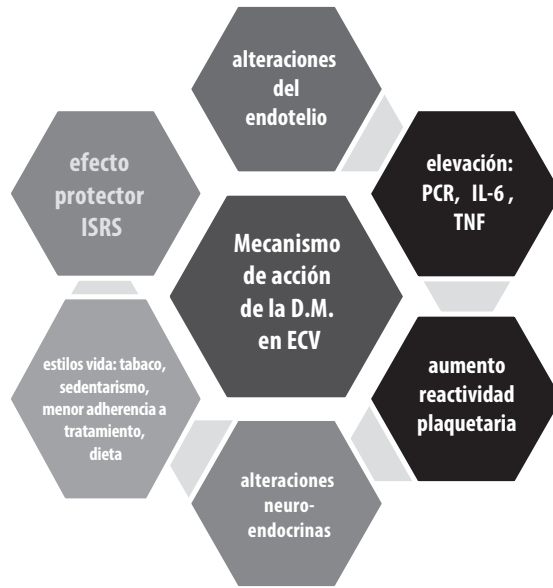 alteraciones
del
endotelio
elevación:
PCR, IL-6 ,
TNF
aumento
reactividad
plaquetaria
alteraciones
neuro-
endocrinas
estilos vida: tabaco,
sedentarismo,
menor adherencia a
tratamiento,
dieta
efecto
protector
ISRS
Mecanismo
de acción
de la D.M.
en ECV